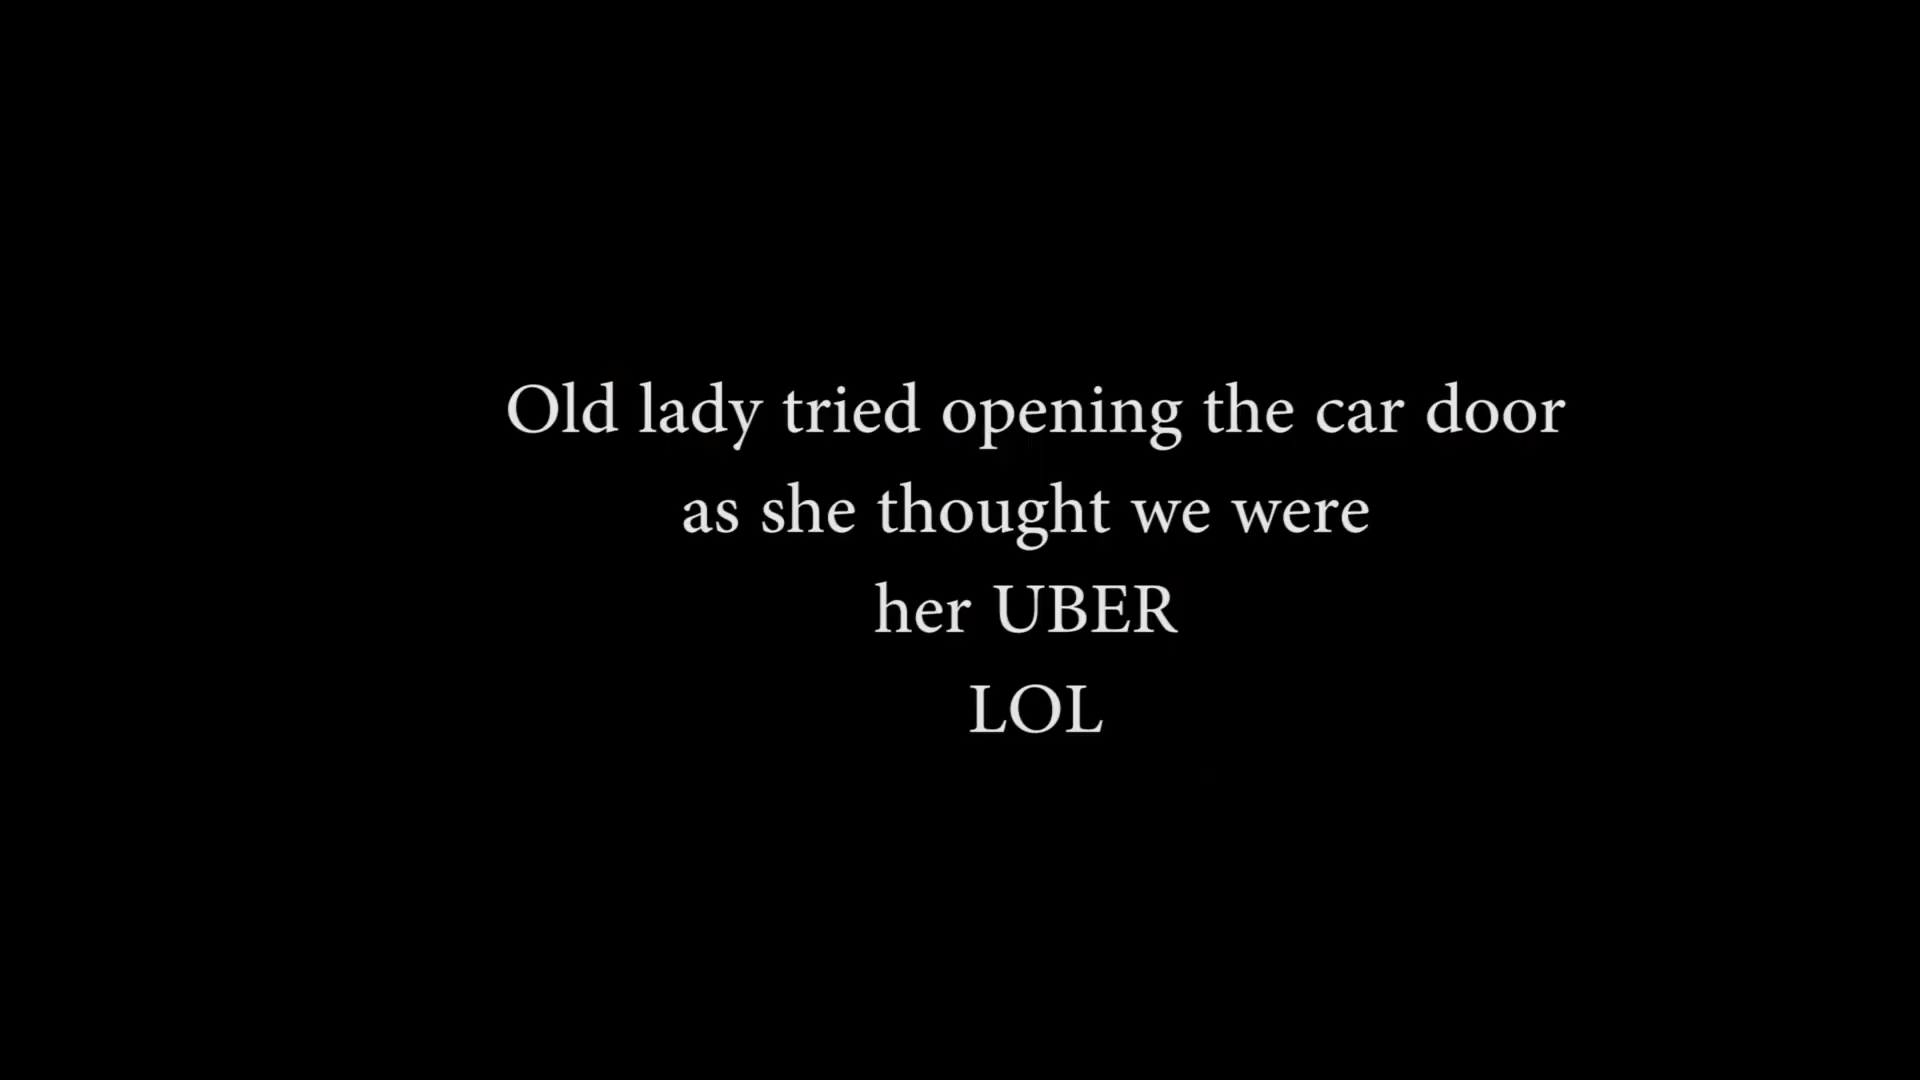 Old lady tried opening the car door
as she thought we were
her UBER
LOL